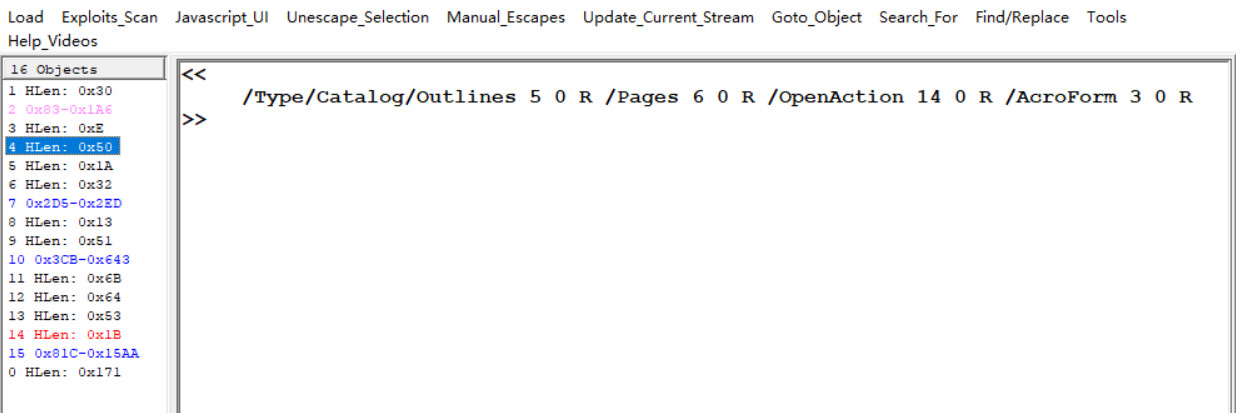 Load Exploits_Scan Javascript_UI Unescape_Selection Manual_Escapes Update_Current_Stream Goto_Object Search_For Find/Replace Tools
Help_Videos
16 Objects
1 HLen: 0x30
2 0x83-0x1A6
3 HLen: 0xE
4 HLen: 0x50
5 HLen: 0x1A
6 HLen: 0x32
7 0x2D5-0x2ED
8 HLen: 0x13
9 HLen: 0x51
10 0x3CB-0x643
11 HLen: 0x6B
12 HLen: 0x64
13 HLen: 0x53
14 HLen: 0x1B
15 0x81C-0x15AA
0 HLen: 0x171
<<
/Type/Catalog/Outlines 5 0 R /Pages 6 0 R /OpenAction 14 0 R /AcroForm 3 0 R
>>